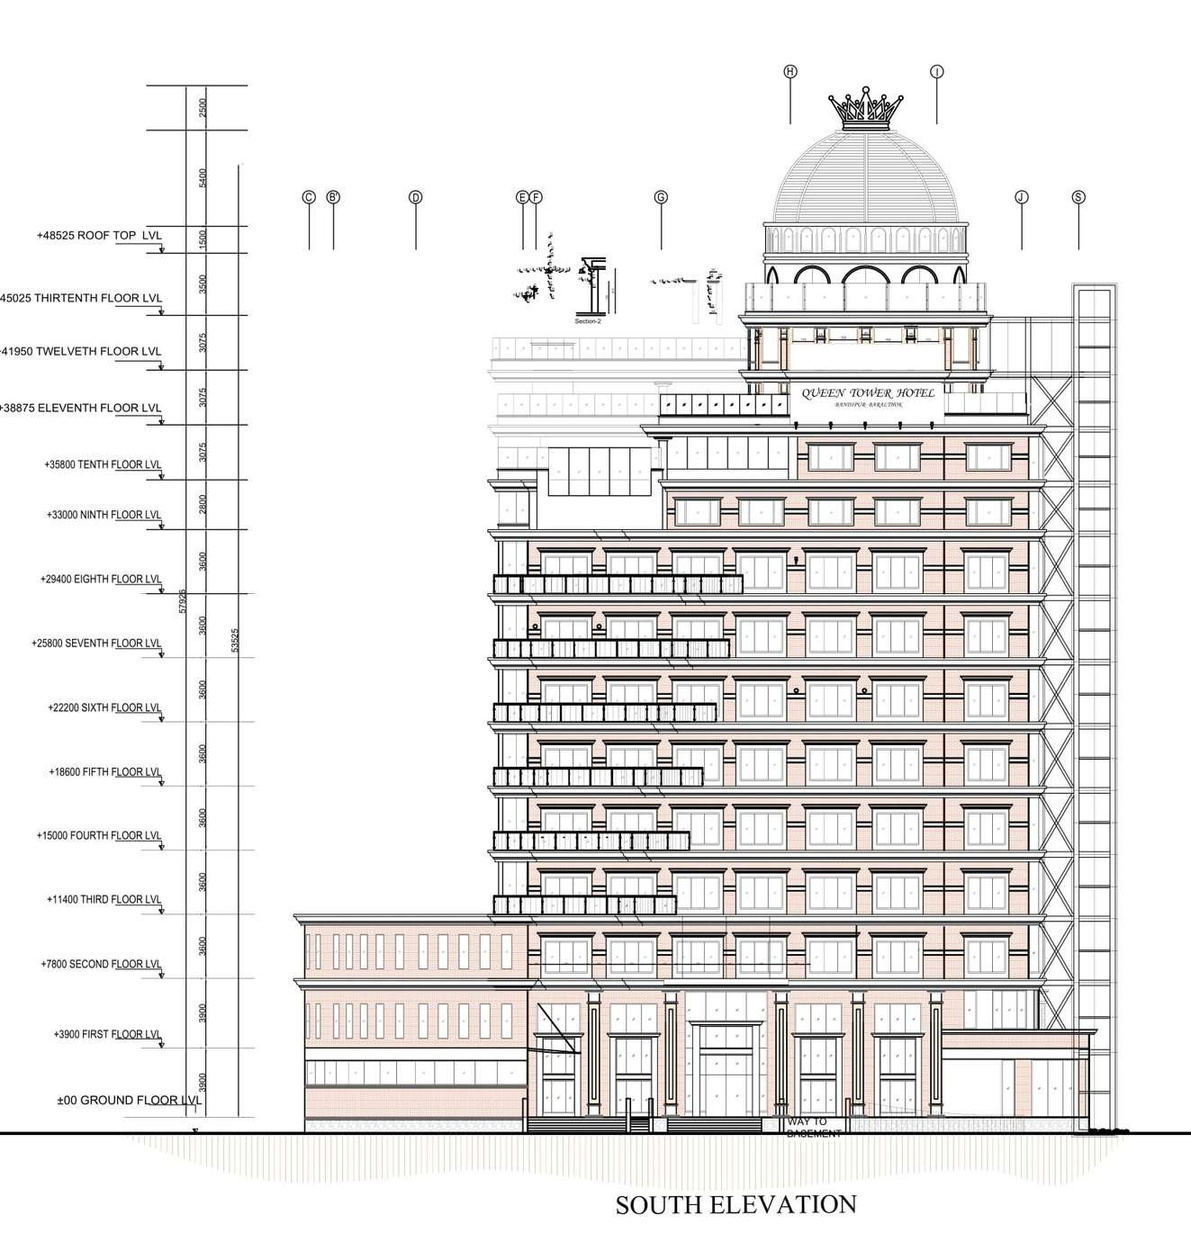 H I
2500
5400
C B' D E F G J S
+48525 ROOF TOP LVL
1500
3500
45025 THIRTENTH FLOOR LVL
Section-2
3075
+41950 TWELVETH FLOOR LVL
3075
QUEEN TOWER HOTEL
+38875 ELEVENTH FLOOR LVL
3075
+35800 TENTH FLOOR LVL
2800
+33000 NINTH FLOOR LVL
3600
+29400 EIGHTH FLOOR LVL
57925
3600
53525
+25800 SEVENTH FLOOR LVL
3600
+22200 SIXTH FLOOR LVL
3600
+18600 FIFTH FLOOR LVL
3600
+15000 FOURTH FLOOR LVL
3600
+11400 THIRD FLOOR LVL
3600
+7800 SECOND FLOOR LVL
3900
+3900 FIRST FLOOR LVL
3900
±00 GROUND FLOOR LVL
WAY TO
BASEMENT
SOUTH ELEVATION